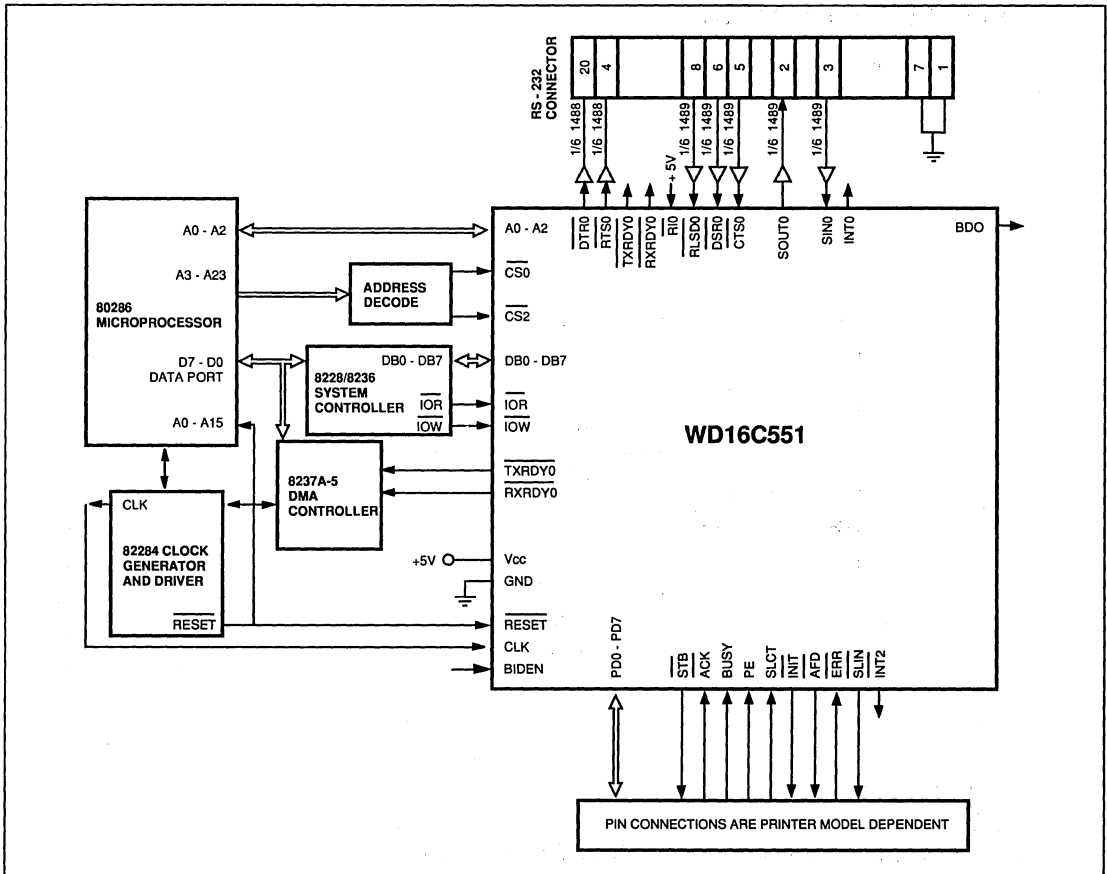 RS - 232
CONNECTOR
20 4 8 6 5 2 3 7 1
1/6 1488
1/6 1488
1/6 1489
1/6 1489
1/6 1489
1/6 1489
1/6 1489
+ 5V
DTR0
RTS0
TXRDY0
RXRDY0
RI0
RLSD0
DSR0
CTS0
SOUT0
SIN0
INT0
BDO
80286
MICROPROCESSOR
A0 - A2
A3 - A23
D7 - D0
DATA PORT
A0 - A15
ADDRESS
DECODE
DB0 - DB7
8228/8236
SYSTEM
CONTROLLER
IOR
IOW
8237A-5
DMA
CONTROLLER
CLK
82284 CLOCK
GENERATOR
AND DRIVER
RESET
+5V
A0 - A2
CS0
CS2
DB0 - DB7
IOR
IOW
TXRDY0
RXRDY0
Vcc
GND
RESET
CLK
BIDEN
WD16C551
PD0 - PD7
STB
ACK
BUSY
PE
SLCT
INIT
AFD
ERR
SLIN
INT2
PIN CONNECTIONS ARE PRINTER MODEL DEPENDENT